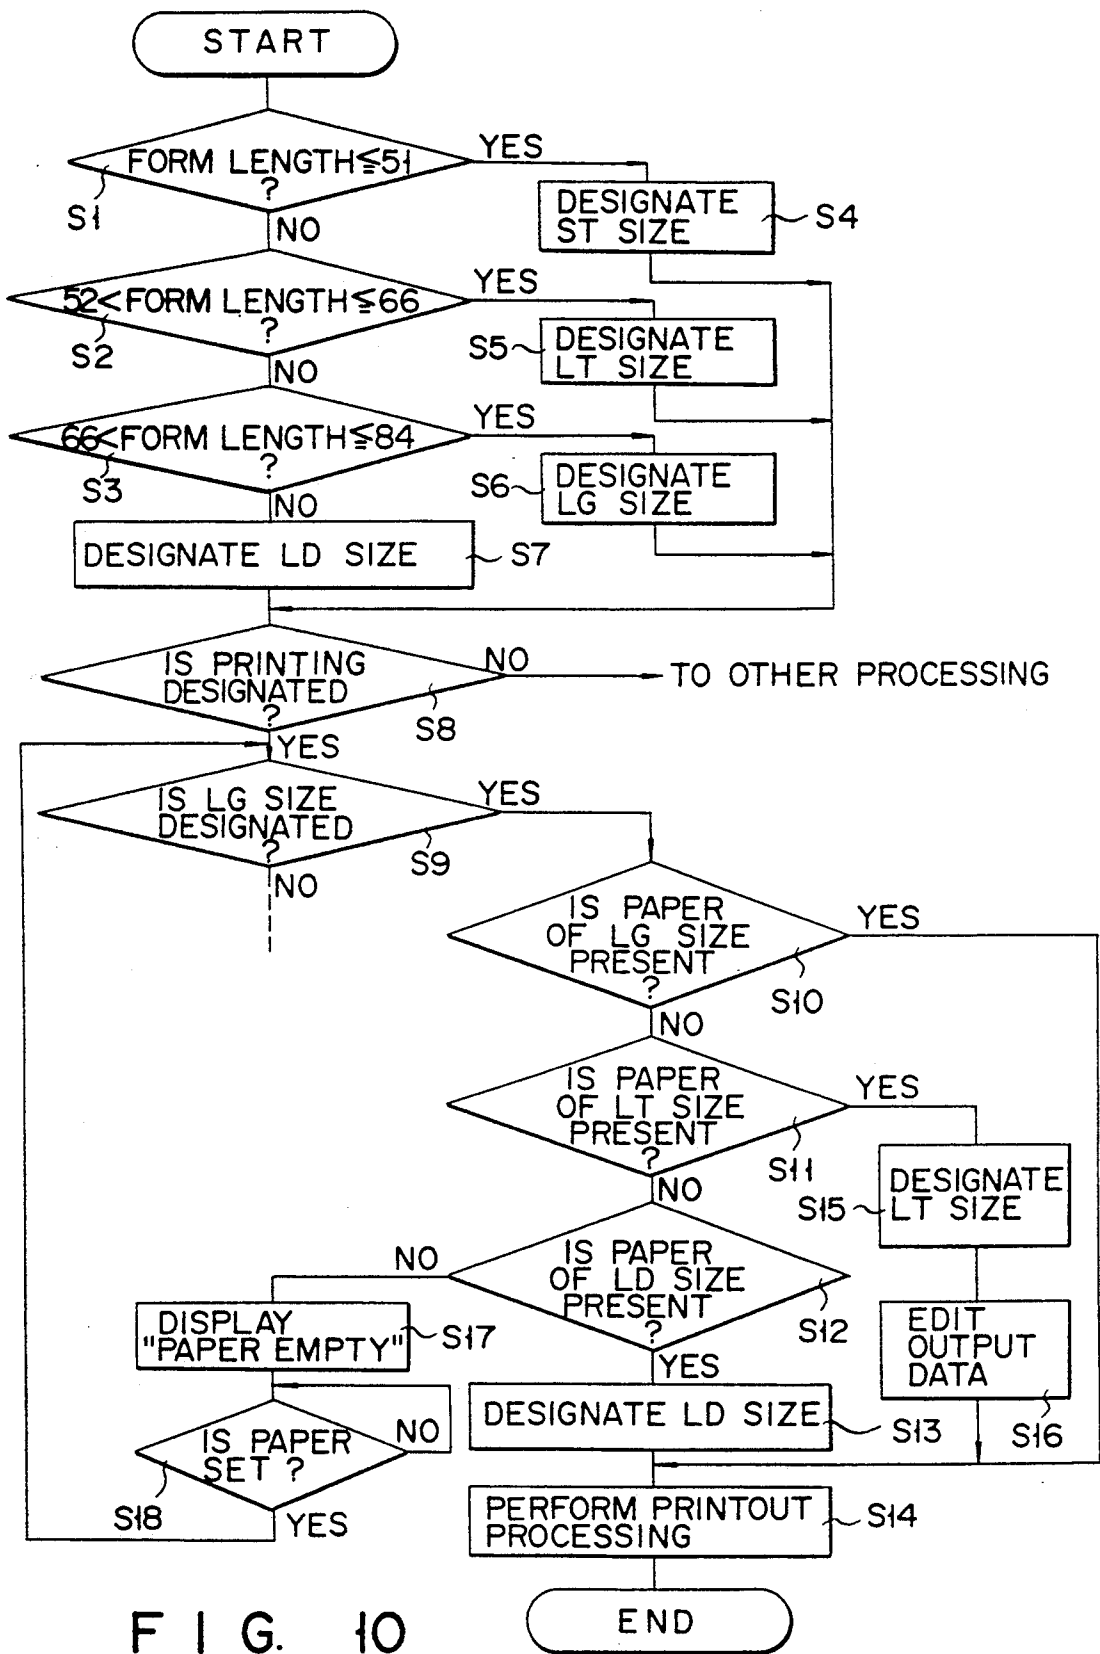 START
FORM LENGTH≦51
?
S1
YES
NO
DESIGNATE
ST SIZE
S4
52<FORM LENGTH≦66
?
S2
YES
NO
S5
DESIGNATE
LT SIZE
66<FORM LENGTH≦84
?
S3
YES
NO
S6
DESIGNATE
LG SIZE
DESIGNATE LD SIZE
S7
IS PRINTING
DESIGNATED
?
S8
NO
TO OTHER PROCESSING
YES
IS LG SIZE
DESIGNATED
?
S9
YES
NO
IS PAPER
OF LG SIZE
PRESENT
?
S10
YES
NO
IS PAPER
OF LT SIZE
PRESENT
?
S11
YES
NO
S15
DESIGNATE
LT SIZE
IS PAPER
OF LD SIZE
PRESENT
?
S12
NO
YES
DISPLAY
"PAPER EMPTY"
S17
EDIT
OUTPUT
DATA
S16
DESIGNATE LD SIZE
S13
IS PAPER
SET ?
S18
NO
YES
PERFORM PRINTOUT
PROCESSING
S14
END
FIG. 10